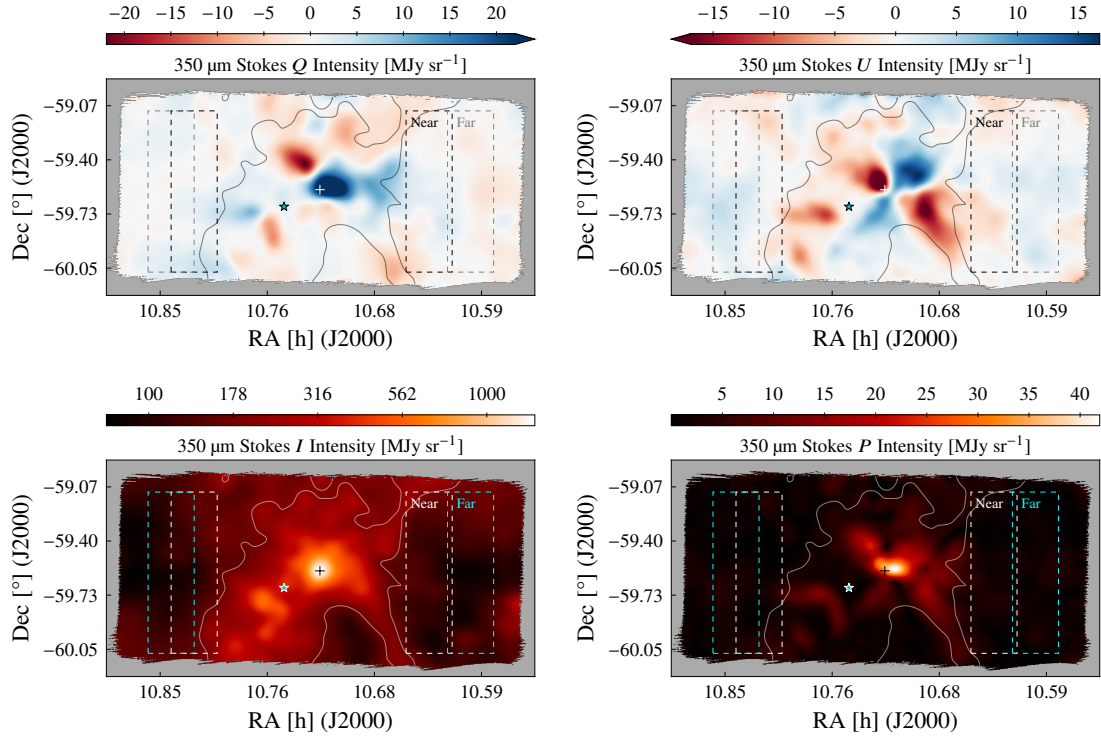 −20 −15 −10 −5 0 5 10 15 20
350 μm Stokes Q Intensity [MJy sr⁻¹]
−59.07
−59.40
−59.73
−60.05
Dec [°] (J2000)
Near Far
10.85 10.76 10.68 10.59
RA [h] (J2000)
−15 −10 −5 0 5 10 15
350 μm Stokes U Intensity [MJy sr⁻¹]
−59.07
−59.40
−59.73
−60.05
Dec [°] (J2000)
Near Far
10.85 10.76 10.68 10.59
RA [h] (J2000)
100 178 316 562 1000
350 μm Stokes I Intensity [MJy sr⁻¹]
−59.07
−59.40
−59.73
−60.05
Dec [°] (J2000)
Near Far
10.85 10.76 10.68 10.59
RA [h] (J2000)
5 10 15 20 25 30 35 40
350 μm Stokes P Intensity [MJy sr⁻¹]
−59.07
−59.40
−59.73
−60.05
Dec [°] (J2000)
Near Far
10.85 10.76 10.68 10.59
RA [h] (J2000)